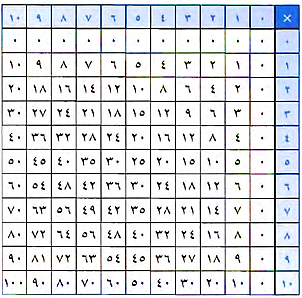 × ٠ ١ ٢ ٣ ٤ ٥ ٦ ٧ ٨ ٩ ١٠
٠ ٠ ٠ ٠ ٠ ٠ ٠ ٠ ٠ ٠ ٠ ٠
١ ٠ ١ ٢ ٣ ٤ ٥ ٦ ٧ ٨ ٩ ١٠
٢ ٠ ٢ ٤ ٦ ٨ ١٠ ١٢ ١٤ ١٦ ١٨ ٢٠
٣ ٠ ٣ ٦ ٩ ١٢ ١٥ ١٨ ٢١ ٢٤ ٢٧ ٣٠
٤ ٠ ٤ ٨ ١٢ ١٦ ٢٠ ٢٤ ٢٨ ٣٢ ٣٦ ٤٠
٥ ٠ ٥ ١٠ ١٥ ٢٠ ٢٥ ٣٠ ٣٥ ٤٠ ٤٥ ٥٠
٦ ٠ ٦ ١٢ ١٨ ٢٤ ٣٠ ٣٦ ٤٢ ٤٨ ٥٤ ٦٠
٧ ٠ ٧ ١٤ ٢١ ٢٨ ٣٥ ٤٢ ٤٩ ٥٦ ٦٣ ٧٠
٨ ٠ ٨ ١٦ ٢٤ ٣٢ ٤٠ ٤٨ ٥٦ ٦٤ ٧٢ ٨٠
٩ ٠ ٩ ١٨ ٢٧ ٣٦ ٤٥ ٥٤ ٦٣ ٧٢ ٨١ ٩٠
١٠ ٠ ١٠ ٢٠ ٣٠ ٤٠ ٥٠ ٦٠ ٧٠ ٨٠ ٩٠ ١٠٠